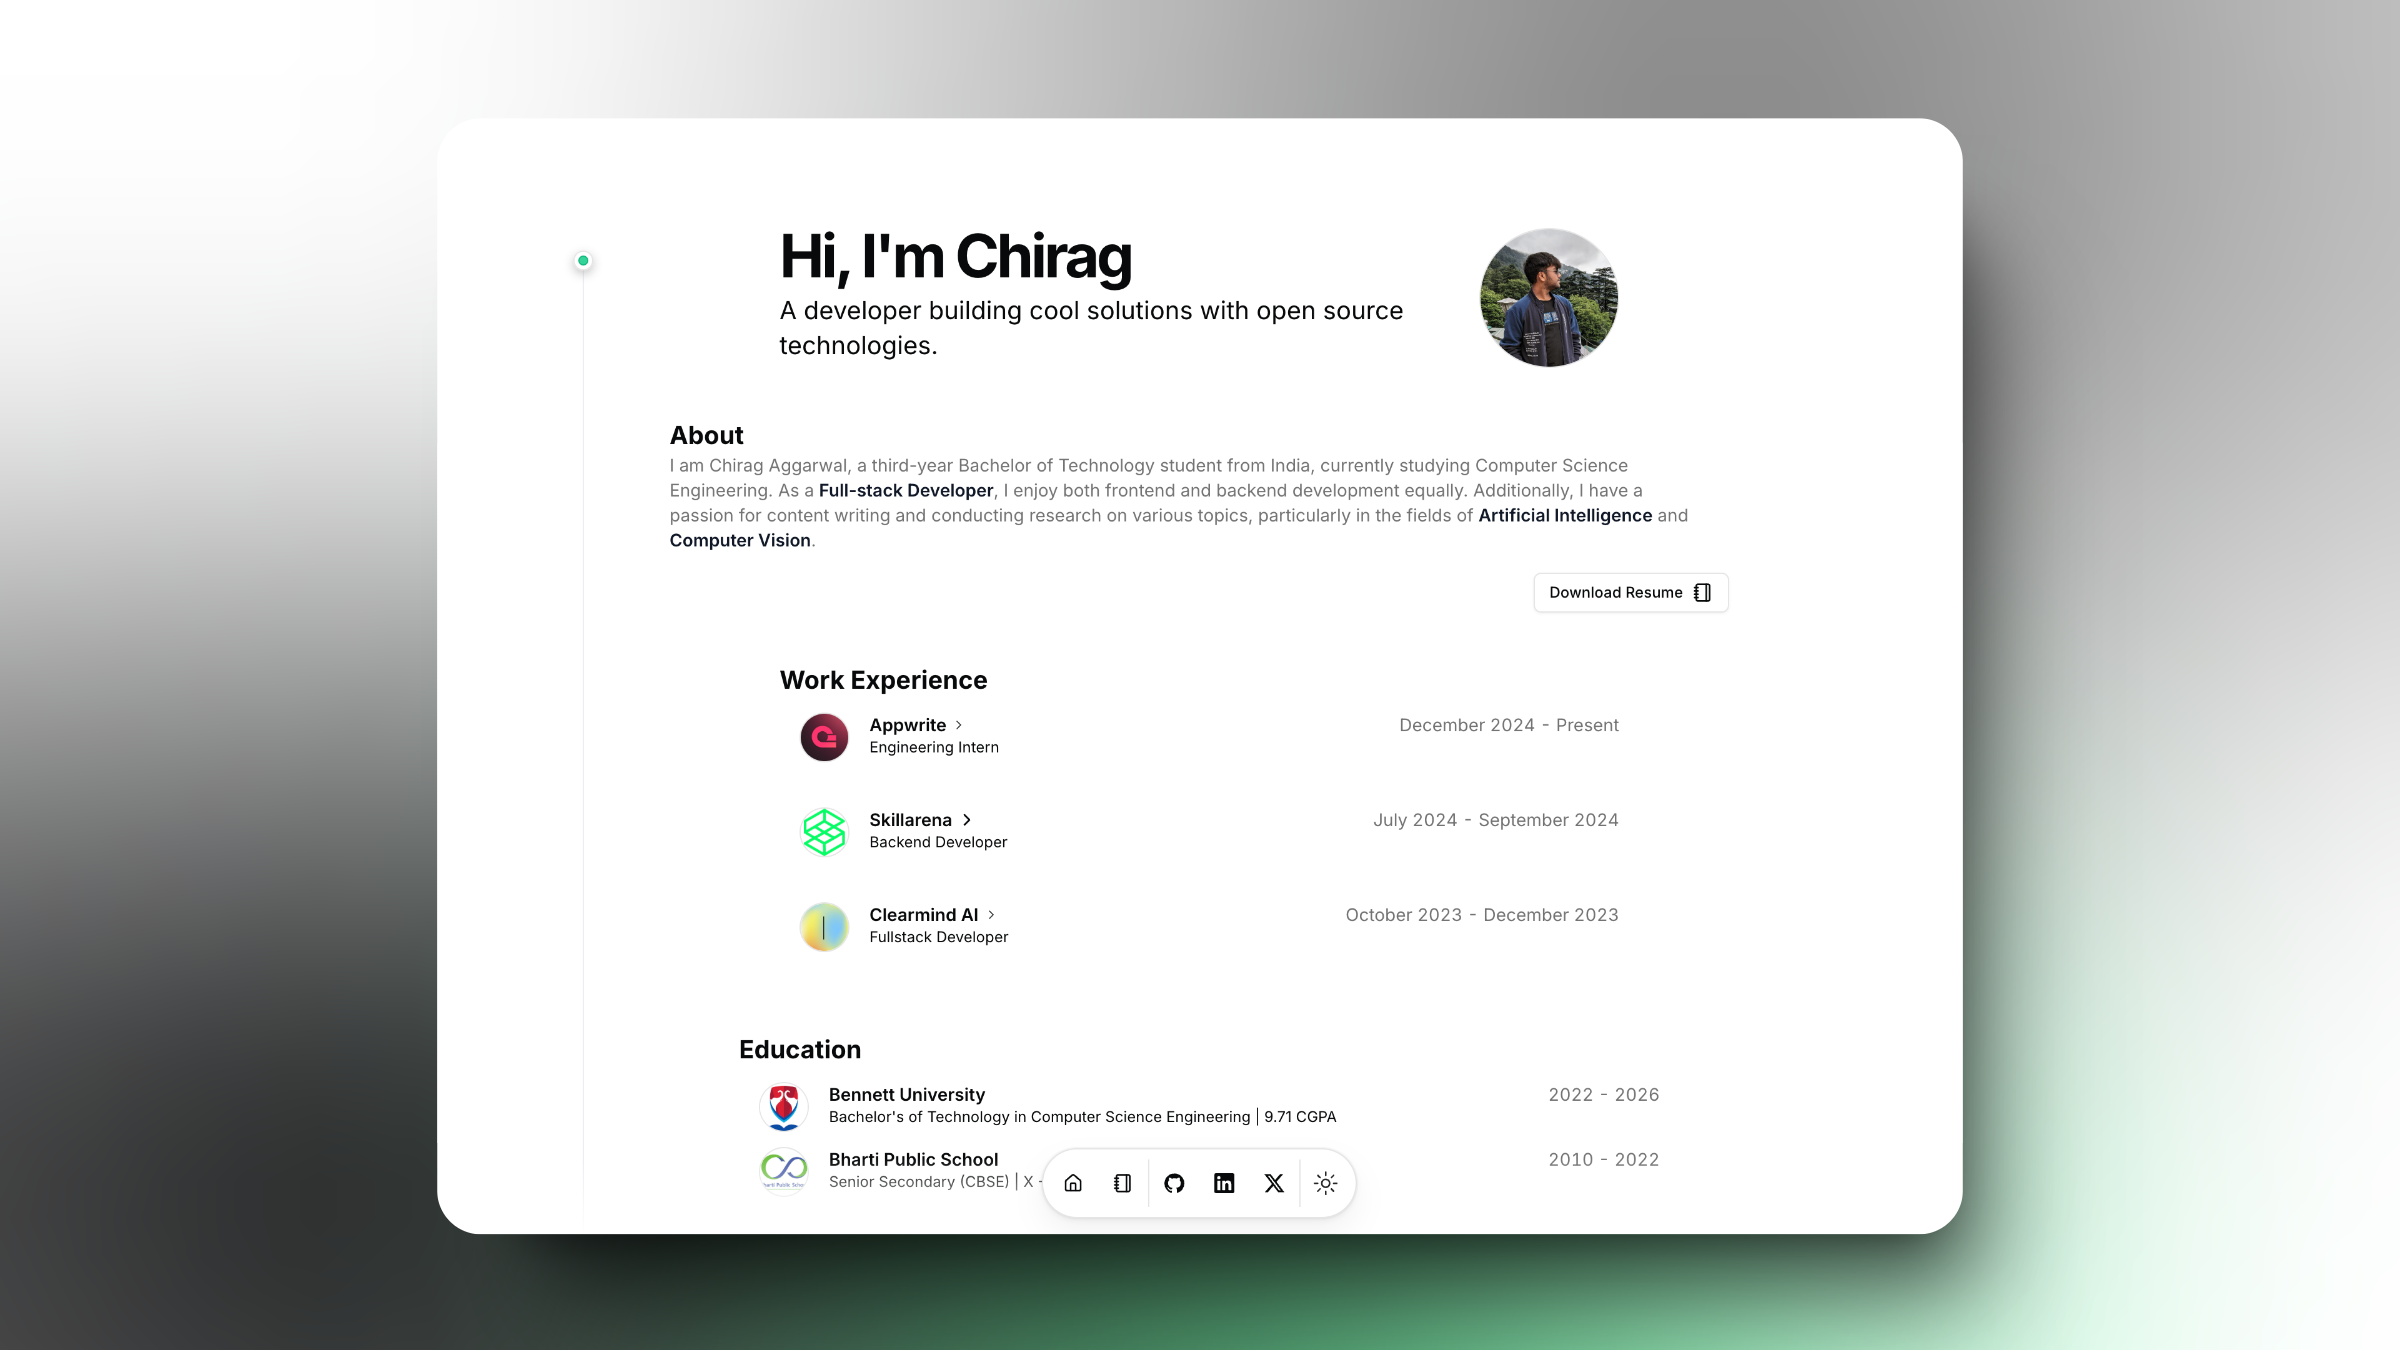 Hi, I'm Chirag
A developer building cool solutions with open source
technologies.
About
I am Chirag Aggarwal, a third-year Bachelor of Technology student from India, currently studying Computer Science
Engineering. As a Full-stack Developer, I enjoy both frontend and backend development equally. Additionally, I have a
passion for content writing and conducting research on various topics, particularly in the fields of Artificial Intelligence and
Computer Vision.
Download Resume
Work Experience
Appwrite
December 2024 - Present
Engineering Intern
Skillarena
July 2024 - September 2024
Backend Developer
Clearmind AI
October 2023 - December 2023
Fullstack Developer
Education
Bennett University
2022 - 2026
Bachelor's of Technology in Computer Science Engineering | 9.71 CGPA
Bharti Public School
2010 - 2022
Senior Secondary (CBSE) | X -